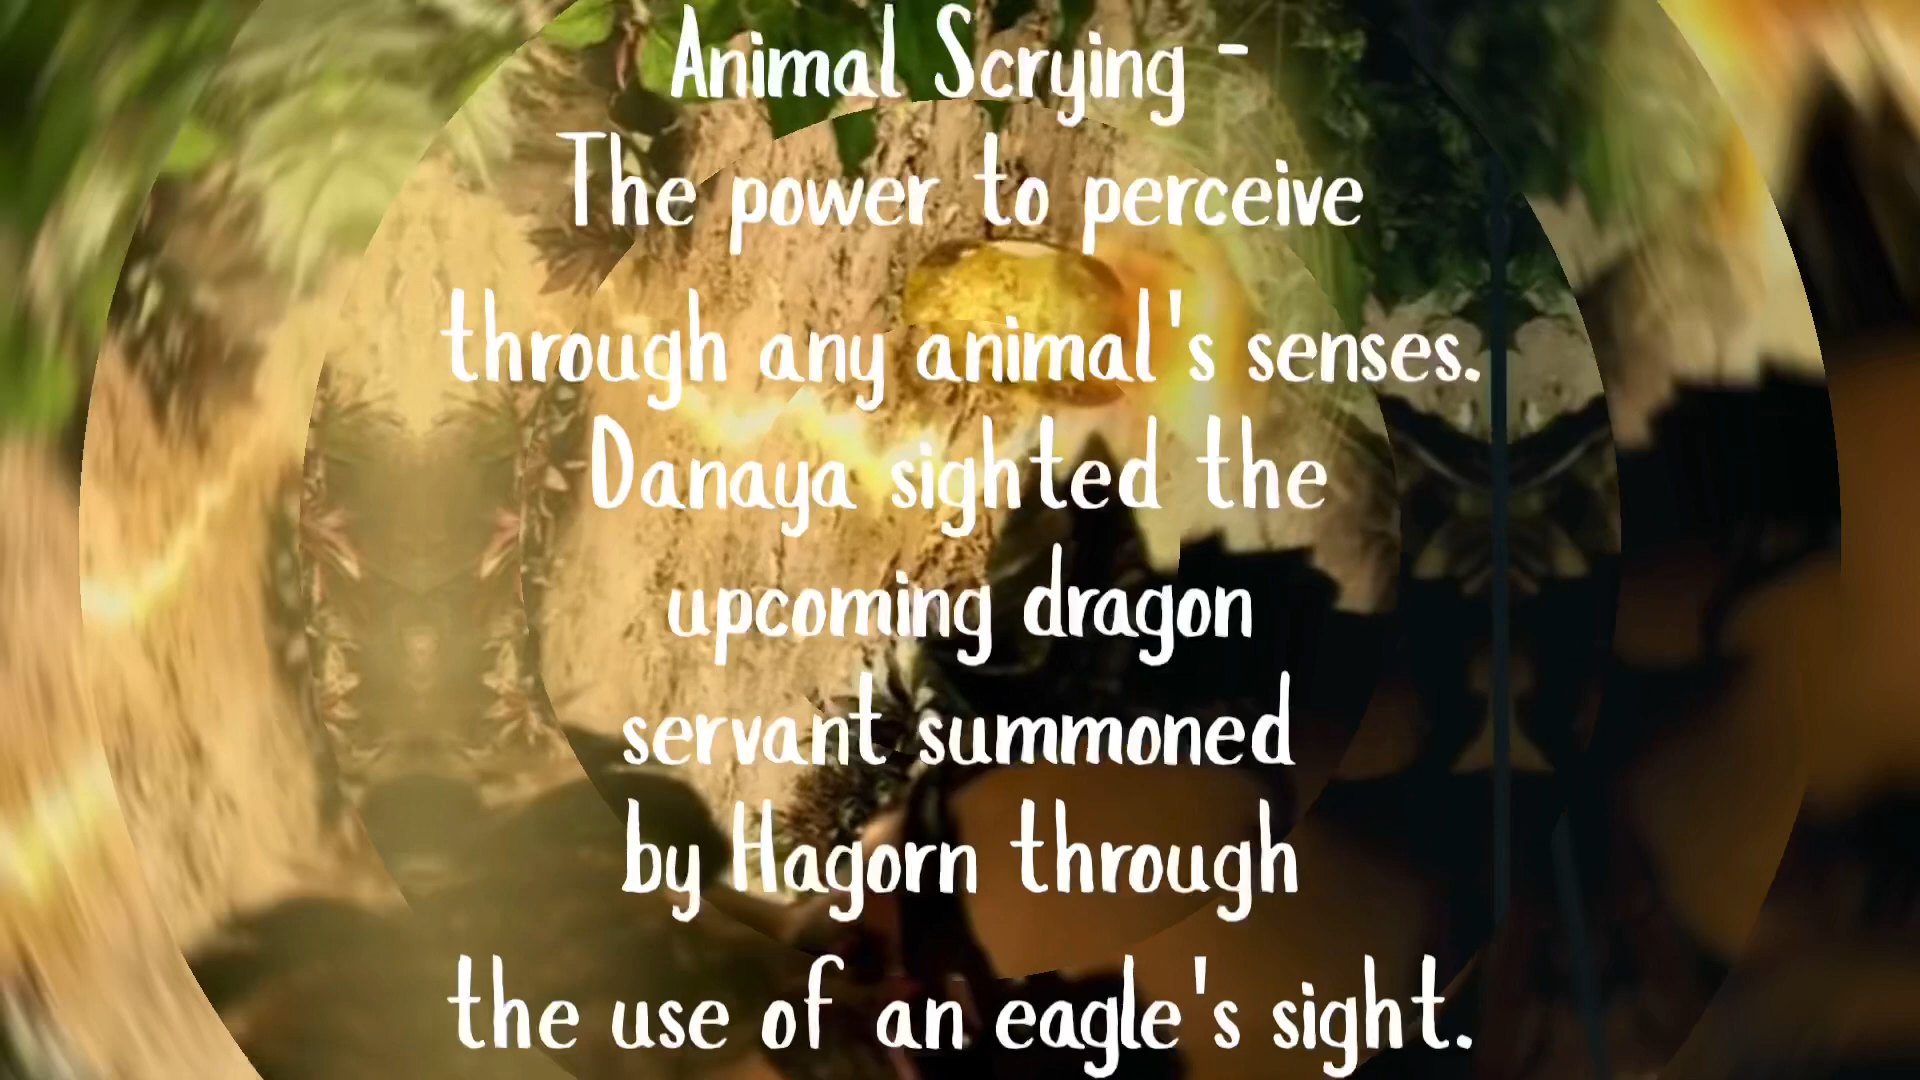 Animal Scrying -
The power to perceive
through any animal's senses.
Danaya sighted the
upcoming dragon
servant summoned
by Hagorn through
the use of an eagle's sight.